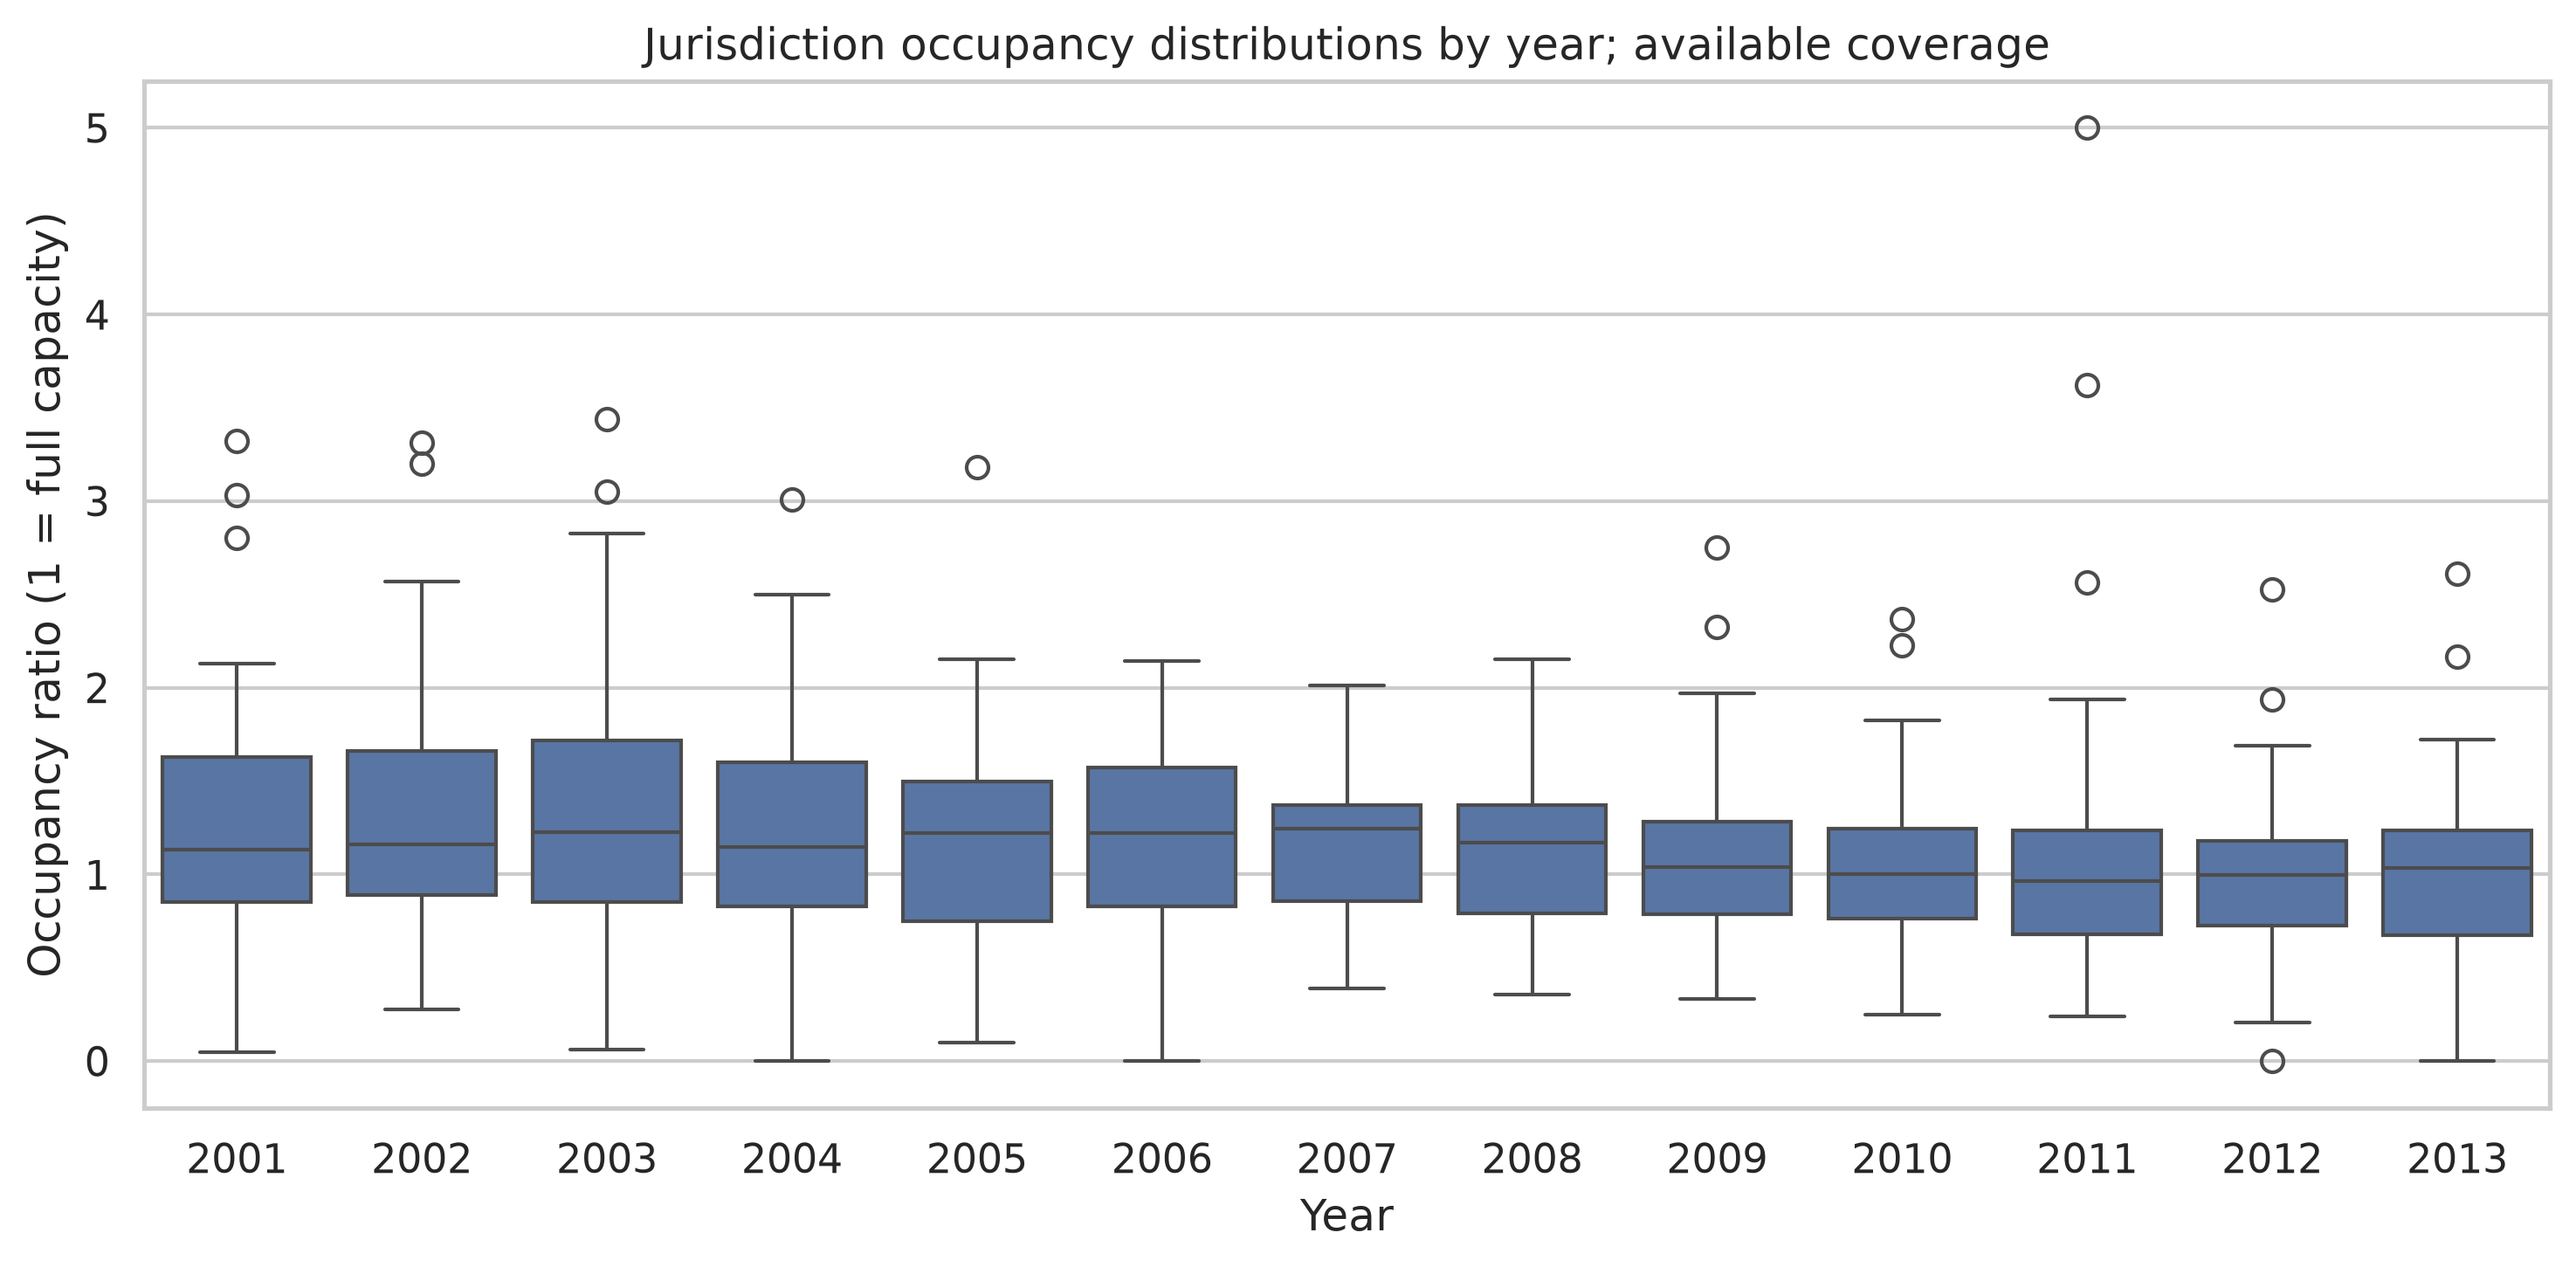 Jurisdiction occupancy distributions by year; available coverage
Occupancy ratio (1 = full capacity)
5
4
3
2
1
0
2001 2002 2003 2004 2005 2006 2007 2008 2009 2010 2011 2012 2013
Year